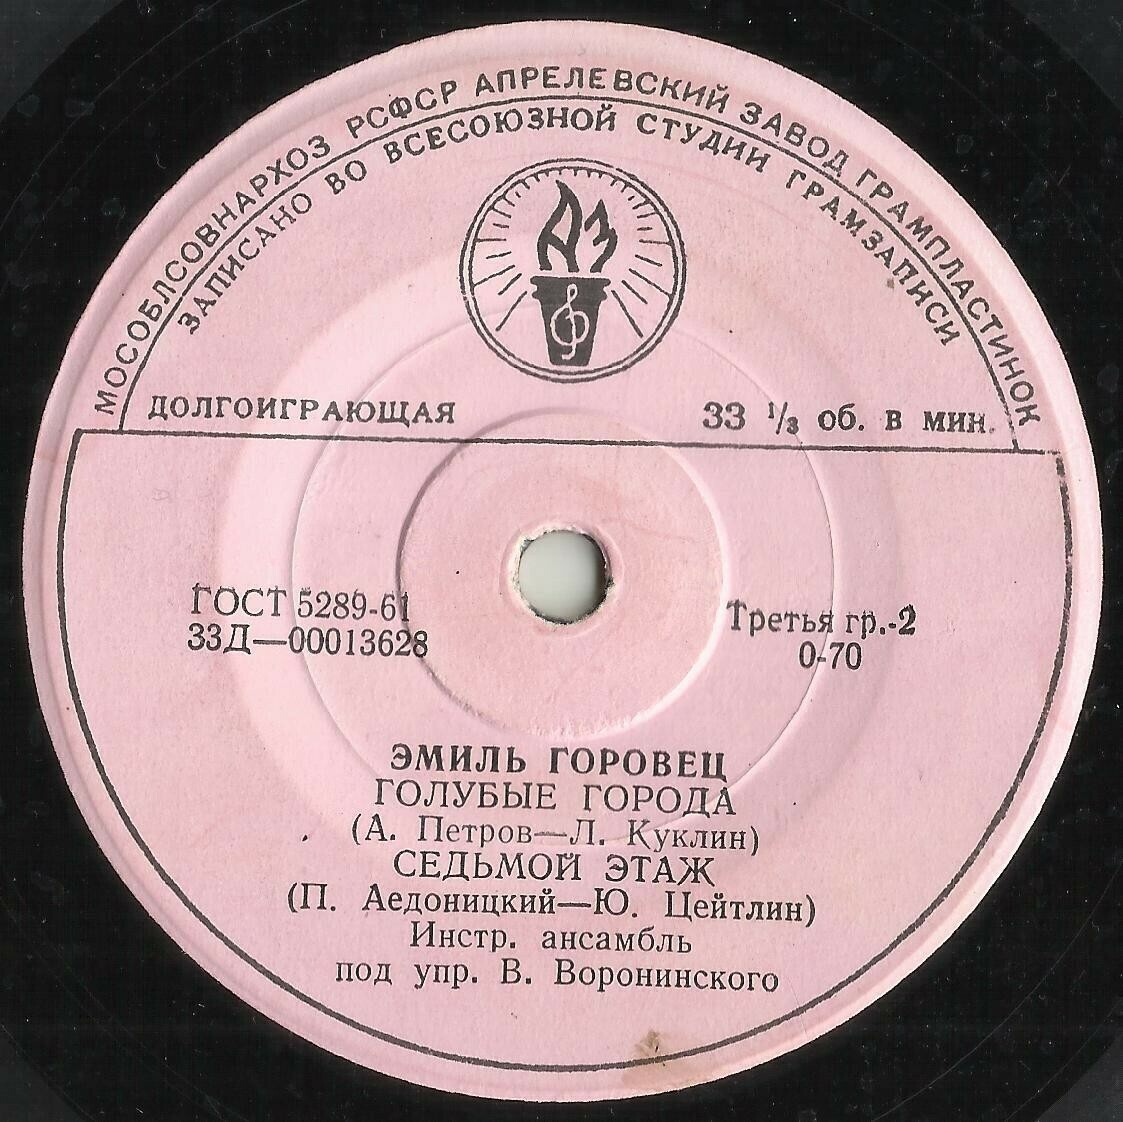 МОСОБЛСОВНАРХОЗ РСФСР АПРЕЛЕВСКИЙ ЗАВОД ГРАМПЛАСТИНОК
ЗАПИСАНО ВО ВСЕСОЮЗНОЙ СТУДИИ ГРАМЗАПИСИ
АЗ
ДОЛГОИГРАЮЩАЯ 33 1/3 об. в мин.
ГОСТ 5289-61 Третья гр.-2
33Д—00013628 0-70
ЭМИЛЬ ГОРОВЕЦ
ГОЛУБЫЕ ГОРОДА
(А. Петров—Л. Куклин)
СЕДЬМОЙ ЭТАЖ
(П. Аедоницкий—Ю. Цейтлин)
Инстр. ансамбль
под упр. В. Воронинского